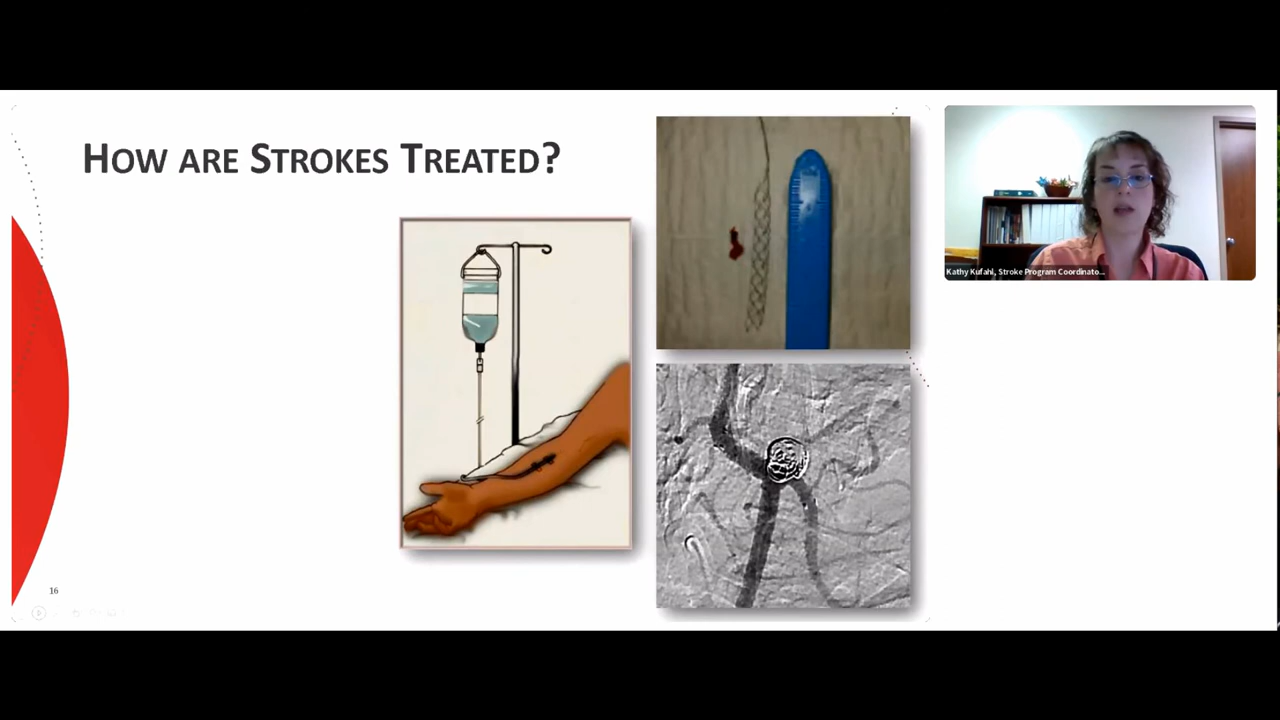 HOW ARE STROKES TREATED?
Kathy Kufahl, Stroke Program Coordinato...
16